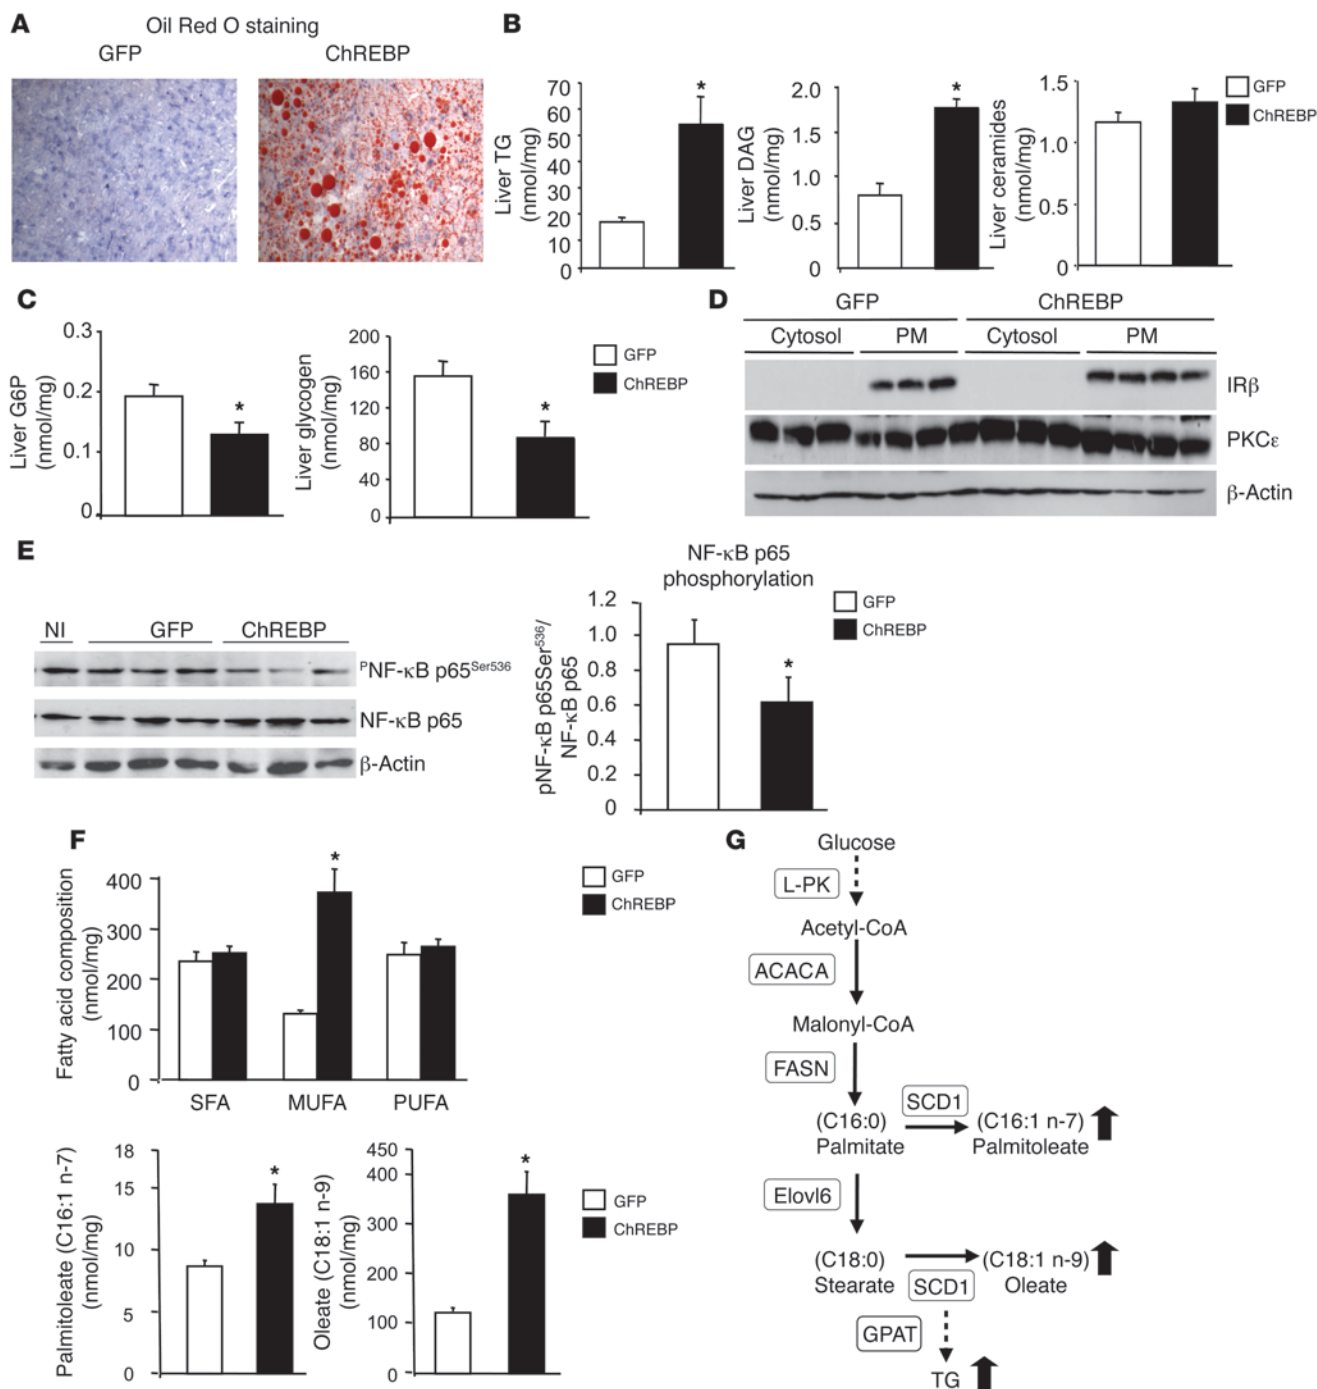 A
Oil Red O staining
GFP
ChREBP
B
Liver TG
(nmol/mg)
70
60
50
40
30
20
10
0
*
Liver DAG
(nmol/mg)
2.0
1.5
1.0
0.5
0
*
Liver ceramides
(nmol/mg)
1.5
1.0
0.5
0
GFP
ChREBP
C
Liver G6P
(nmol/mg)
0.3
0.2
0.1
0
*
Liver glycogen
(nmol/mg)
200
160
120
80
40
0
*
GFP
ChREBP
D
GFP
ChREBP
Cytosol
PM
Cytosol
PM
IRβ
PKCε
β-Actin
E
NI
GFP
ChREBP
PNF-κB p65Ser536
NF-κB p65
β-Actin
NF-κB p65
phosphorylation
pNF-κB p65Ser536/
NF-κB p65
1.2
1.0
0.8
0.6
0.4
0.2
0
*
GFP
ChREBP
F
Fatty acid composition
(nmol/mg)
400
300
200
100
0
*
SFA
MUFA
PUFA
GFP
ChREBP
Palmitoleate (C16:1 n-7)
(nmol/mg)
18
15
10
5
0
*
Oleate (C18:1 n-9)
(nmol/mg)
450
400
300
200
100
0
*
GFP
ChREBP
G
Glucose
L-PK
Acetyl-CoA
ACACA
Malonyl-CoA
FASN
(C16:0)
Palmitate
SCD1
(C16:1 n-7)
Palmitoleate
Elovl6
(C18:0)
Stearate
SCD1
(C18:1 n-9)
Oleate
GPAT
TG